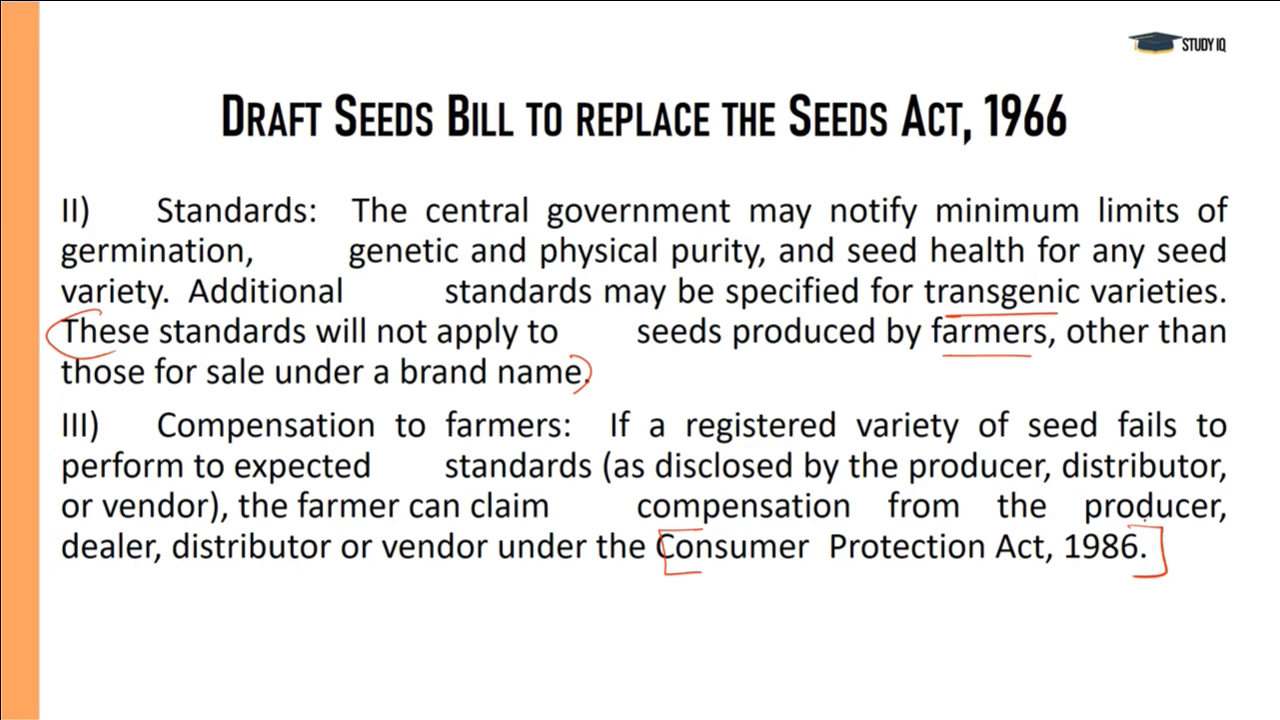 STUDY IQ
DRAFT SEEDS BILL TO REPLACE THE SEEDS ACT, 1966
II) Standards: The central government may notify minimum limits of
germination, genetic and physical purity, and seed health for any seed
variety. Additional standards may be specified for transgenic varieties.
These standards will not apply to seeds produced by farmers, other than
those for sale under a brand name.
III) Compensation to farmers: If a registered variety of seed fails to
perform to expected standards (as disclosed by the producer, distributor,
or vendor), the farmer can claim compensation from the producer,
dealer, distributor or vendor under the Consumer Protection Act, 1986.